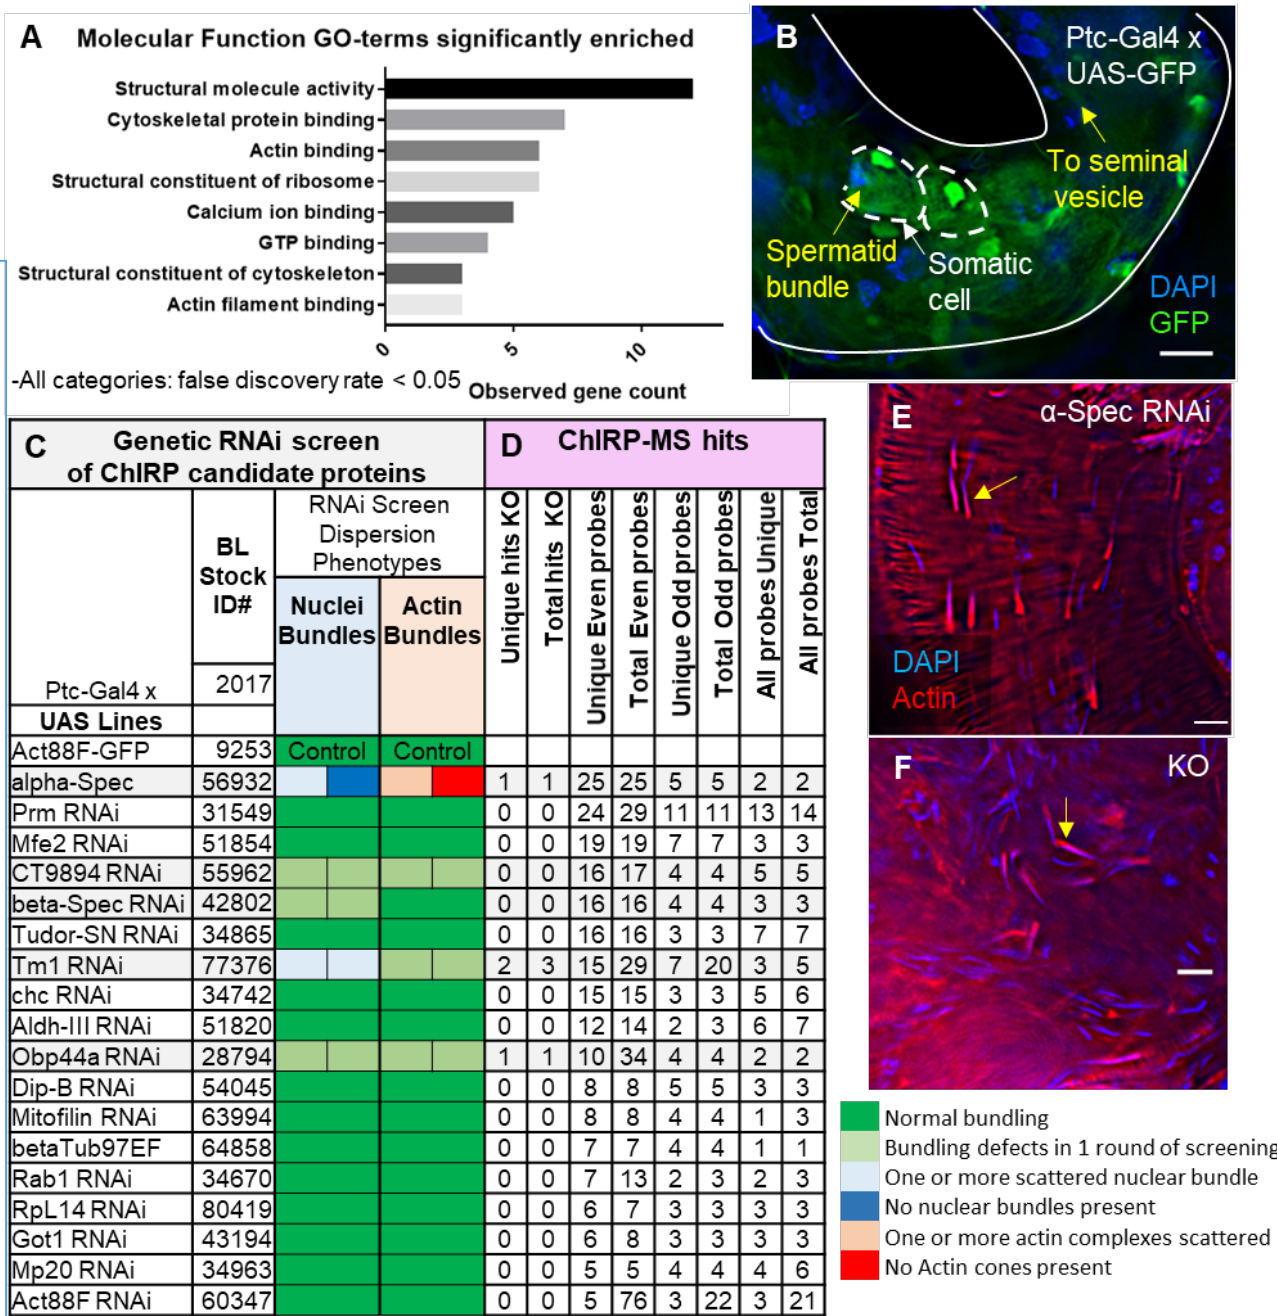 A Molecular Function GO-terms significantly enriched
Structural molecule activity
Cytoskeletal protein binding
Actin binding
Structural constituent of ribosome
Calcium ion binding
GTP binding
Structural constituent of cytoskeleton
Actin filament binding
0 5 10
-All categories: false discovery rate < 0.05
Observed gene count
B
Ptc-Gal4 x
UAS-GFP
To seminal
vesicle
Spermatid
bundle
Somatic
cell
DAPI
GFP
C Genetic RNAi screen
of ChIRP candidate proteins
D ChIRP-MS hits
BL
Stock
ID#
RNAi Screen
Dispersion
Phenotypes
Nuclei
Bundles
Actin
Bundles
Unique hits KO
Total hits KO
Unique Even probes
Total Even probes
Unique Odd probes
Total Odd probes
All probes Unique
All probes Total
Ptc-Gal4 x 2017
UAS Lines
Act88F-GFP 9253 Control Control
alpha-Spec 56932 1 1 25 25 5 5 2 2
Prm RNAi 31549 0 0 24 29 11 11 13 14
Mfe2 RNAi 51854 0 0 19 19 7 7 3 3
CT9894 RNAi 55962 0 0 16 17 4 4 5 5
beta-Spec RNAi 42802 0 0 16 16 4 4 3 3
Tudor-SN RNAi 34865 0 0 16 16 3 3 7 7
Tm1 RNAi 77376 2 3 15 29 7 20 3 5
chc RNAi 34742 0 0 15 15 3 3 5 6
Aldh-III RNAi 51820 0 0 12 14 2 3 6 7
Obp44a RNAi 28794 1 1 10 34 4 4 2 2
Dip-B RNAi 54045 0 0 8 8 5 5 3 3
Mitofilin RNAi 63994 0 0 8 8 4 4 1 3
betaTub97EF 64858 0 0 7 7 4 4 1 1
Rab1 RNAi 34670 0 0 7 13 2 3 2 3
RpL14 RNAi 80419 0 0 6 7 3 3 3 3
Got1 RNAi 43194 0 0 6 8 3 3 3 3
Mp20 RNAi 34963 0 0 5 5 4 4 4 6
Act88F RNAi 60347 0 0 5 76 3 22 3 21
E α-Spec RNAi
DAPI
Actin
F KO
Normal bundling
Bundling defects in 1 round of screening
One or more scattered nuclear bundle
No nuclear bundles present
One or more actin complexes scattered
No Actin cones present